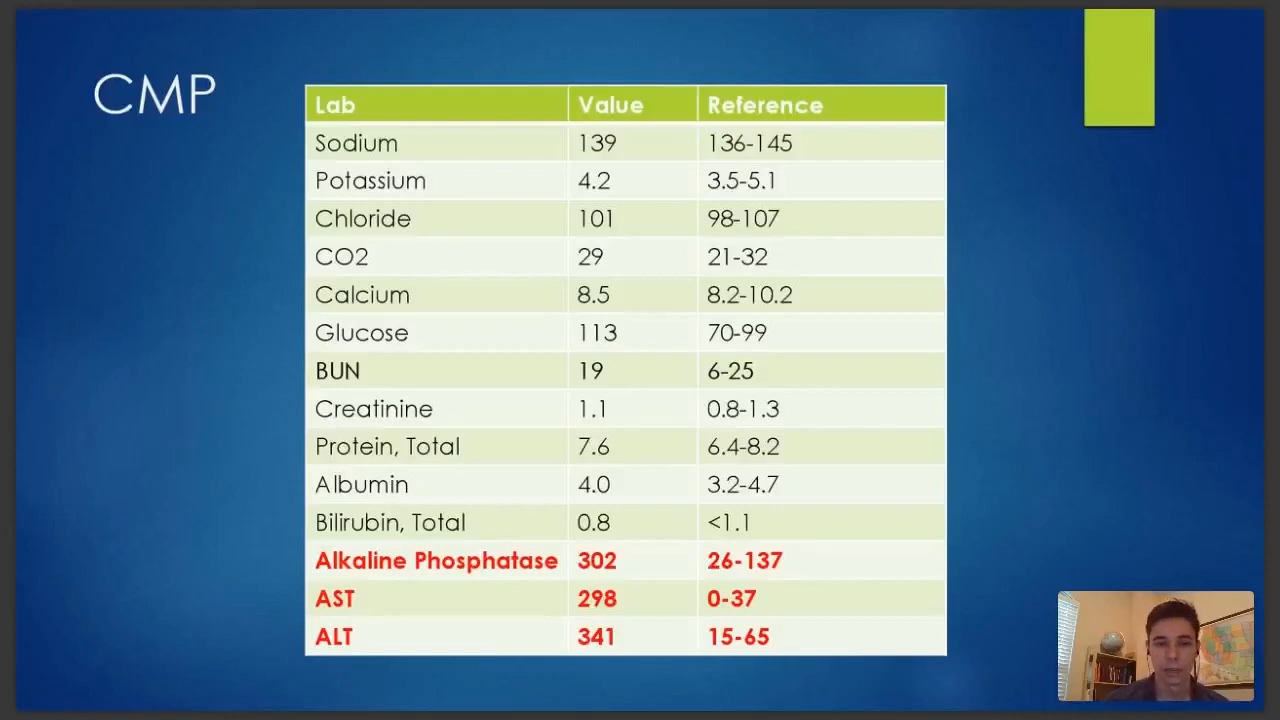 CMP
Lab Value Reference
Sodium 139 136-145
Potassium 4.2 3.5-5.1
Chloride 101 98-107
CO2 29 21-32
Calcium 8.5 8.2-10.2
Glucose 113 70-99
BUN 19 6-25
Creatinine 1.1 0.8-1.3
Protein, Total 7.6 6.4-8.2
Albumin 4.0 3.2-4.7
Bilirubin, Total 0.8 <1.1
Alkaline Phosphatase 302 26-137
AST 298 0-37
ALT 341 15-65